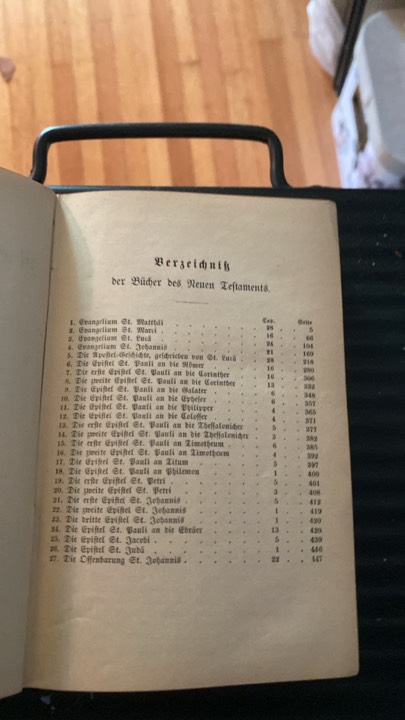 Verzeichniß
der Bücher des Neuen Testaments.
Cap. Seite
1. Evangelium St. Matthäi . . . 28 . . 5
2. Evangelium St. Marci . . . 16 . . 66
3. Evangelium St. Lucä . . . 24 . . 104
4. Evangelium St. Johannis . . . 21 . . 169
5. Die Apostel-Geschichte, geschrieben von St. Lucä . 28 . . 218
6. Die Epistel St. Pauli an die Römer . . . 16 . . 280
7. Die erste Epistel St. Pauli an die Corinther . . 16 . . 306
8. Die zweite Epistel St. Pauli an die Corinther . . 13 . . 332
9. Die Epistel St. Pauli an die Galater . . . 6 . . 348
10. Die Epistel St. Pauli an die Epheser . . . 6 . . 357
11. Die Epistel St. Pauli an die Philipper . . . 4 . . 365
12. Die Epistel St. Pauli an die Colosser . . . 4 . . 371
13. Die erste Epistel St. Pauli an die Thessalonicher . 5 . . 377
14. Die zweite Epistel St. Pauli an die Thessalonicher . 3 . . 382
15. Die erste Epistel St. Pauli an Timotheum . . 6 . . 385
16. Die zweite Epistel St. Pauli an Timotheum . . 4 . . 392
17. Die Epistel St. Pauli an Titum . . . 3 . . 397
18. Die Epistel St. Pauli an Philemon . . . 1 . . 400
19. Die erste Epistel St. Petri . . . 5 . . 401
20. Die zweite Epistel St. Petri . . . 3 . . 408
21. Die erste Epistel St. Johannis . . . 5 . . 412
22. Die zweite Epistel St. Johannis . . . 1 . . 419
23. Die dritte Epistel St. Johannis . . . 1 . . 420
24. Die Epistel St. Pauli an die Ebräer . . . 13 . .
25. Die Epistel St. Jacobi . . . 5 . . 439
26. Die Epistel St. Judä . . . 1 . . 446
27. Die Offenbarung St. Johannis . . . 22 . . 447